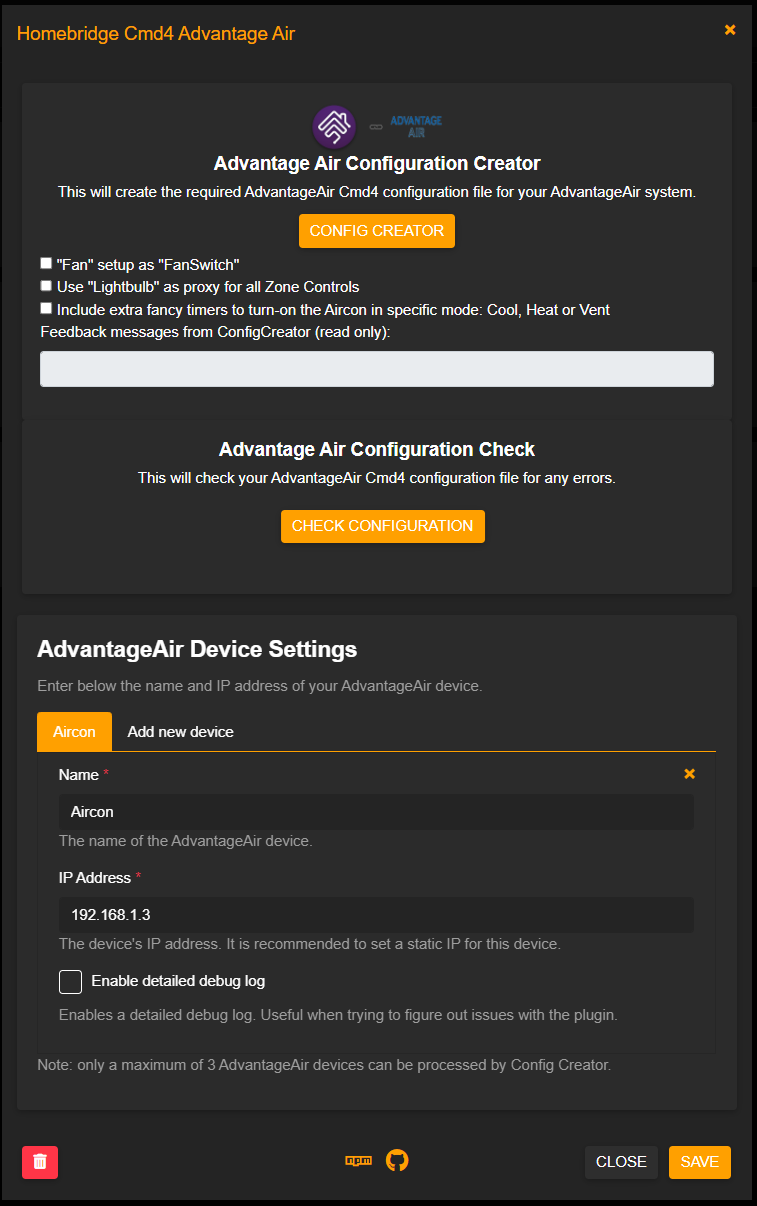 Homebridge Cmd4 Advantage Air
ADVANTAGE
AIR
Advantage Air Configuration Creator
This will create the required AdvantageAir Cmd4 configuration file for your AdvantageAir system.
CONFIG CREATOR
"Fan" setup as "FanSwitch"
Use "Lightbulb" as proxy for all Zone Controls
Include extra fancy timers to turn-on the Aircon in specific mode: Cool, Heat or Vent
Feedback messages from ConfigCreator (read only):
Advantage Air Configuration Check
This will check your AdvantageAir Cmd4 configuration file for any errors.
CHECK CONFIGURATION
AdvantageAir Device Settings
Enter below the name and IP address of your AdvantageAir device.
Aircon Add new device
Name *
Aircon
The name of the AdvantageAir device.
IP Address *
192.168.1.3
The device's IP address. It is recommended to set a static IP for this device.
Enable detailed debug log
Enables a detailed debug log. Useful when trying to figure out issues with the plugin.
Note: only a maximum of 3 AdvantageAir devices can be processed by Config Creator.
npm CLOSE SAVE